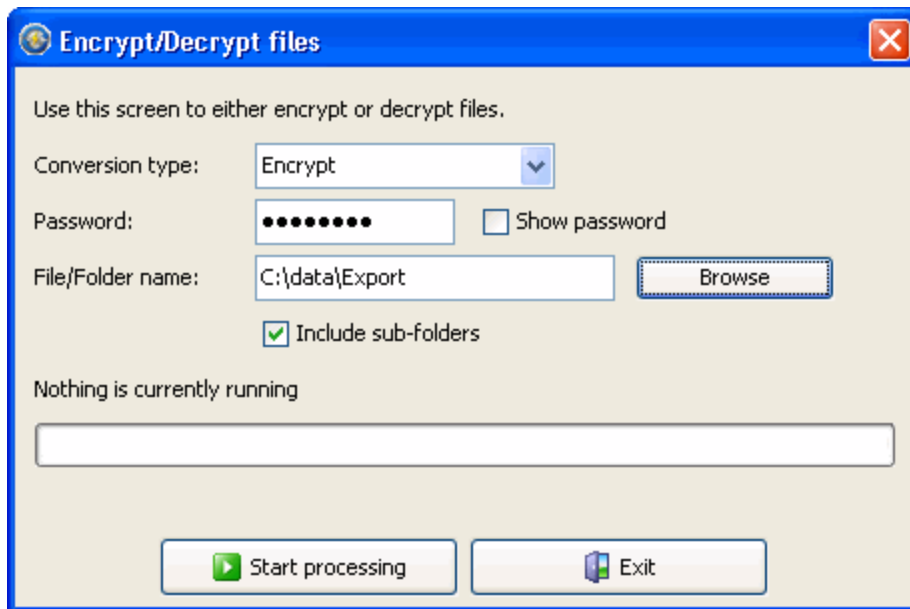 Encrypt/Decrypt files
Use this screen to either encrypt or decrypt files.
Conversion type: Encrypt
Password: ●●●●●●●● Show password
File/Folder name: C:\data\Export Browse
Include sub-folders
Nothing is currently running
Start processing Exit